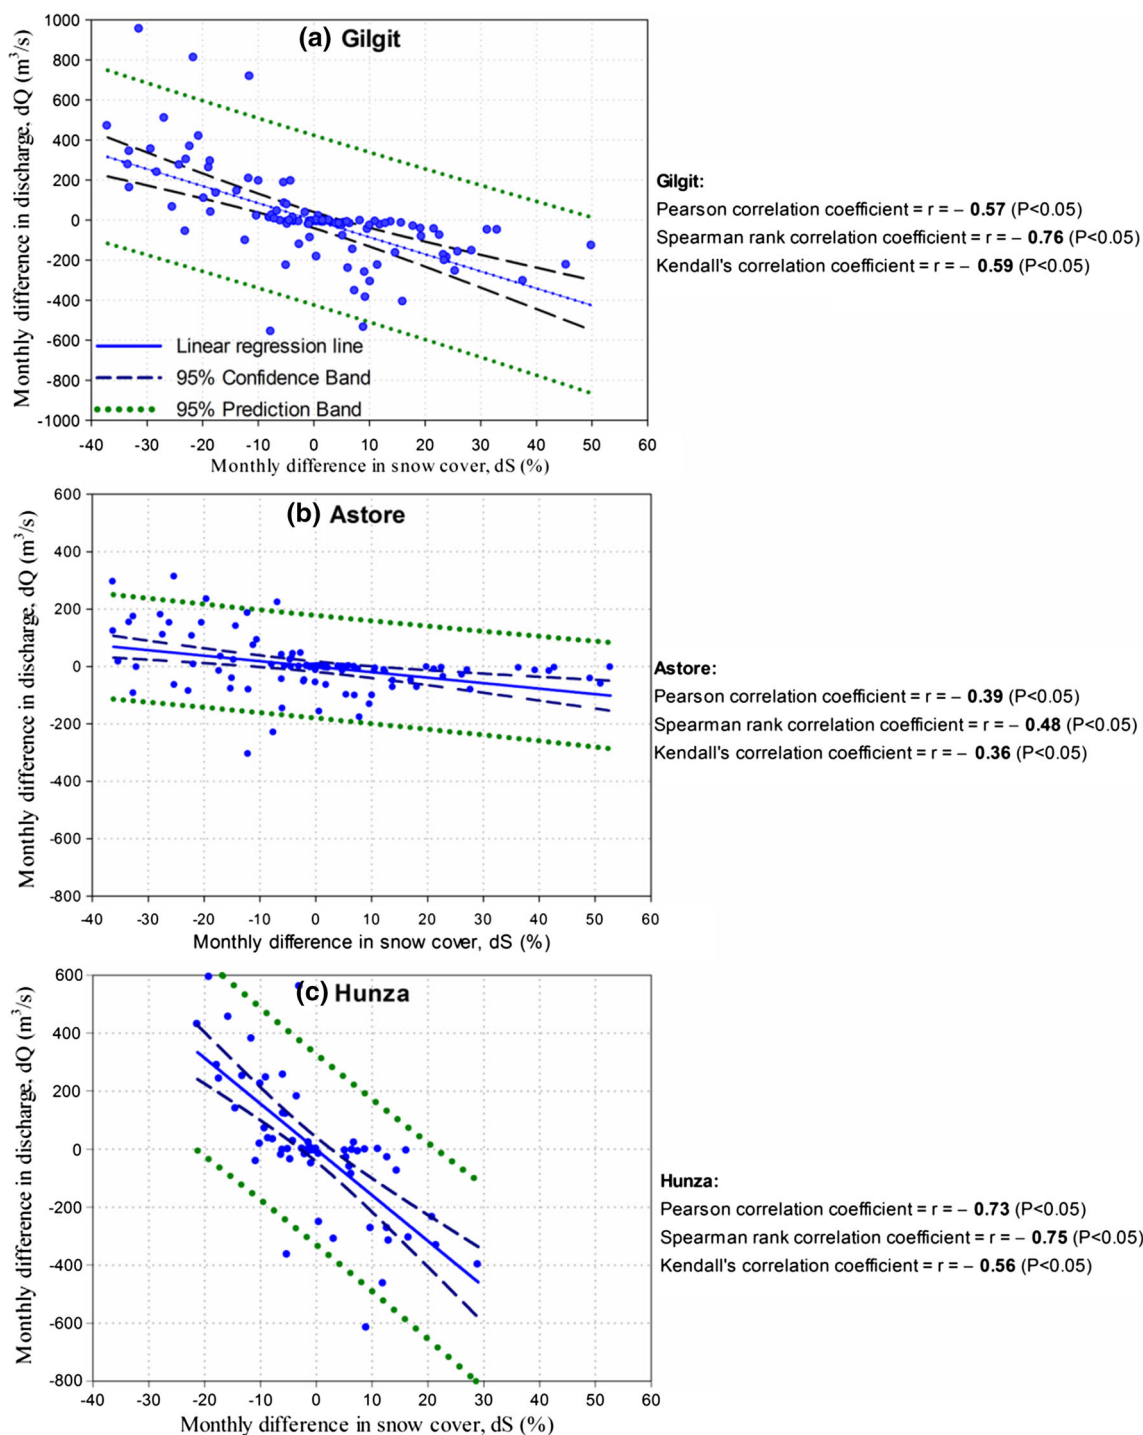 (a) Gilgit
Monthly difference in discharge, dQ (m³/s)
1000
800
600
400
200
0
-200
-400
-600
-800
-1000
Linear regression line
95% Confidence Band
95% Prediction Band
-40 -30 -20 -10 0 10 20 30 40 50 60
Monthly difference in snow cover, dS (%)
Gilgit:
Pearson correlation coefficient = r = – 0.57 (P<0.05)
Spearman rank correlation coefficient = r = – 0.76 (P<0.05)
Kendall's correlation coefficient = r = – 0.59 (P<0.05)
(b) Astore
Monthly difference in discharge, dQ (m³/s)
600
400
200
0
-200
-400
-600
-800
-40 -30 -20 -10 0 10 20 30 40 50 60
Monthly difference in snow cover, dS (%)
Astore:
Pearson correlation coefficient = r = – 0.39 (P<0.05)
Spearman rank correlation coefficient = r = – 0.48 (P<0.05)
Kendall's correlation coefficient = r = – 0.36 (P<0.05)
(c) Hunza
Monthly difference in discharge, dQ (m³/s)
600
400
200
0
-200
-400
-600
-800
-40 -30 -20 -10 0 10 20 30 40 50 60
Monthly difference in snow cover, dS (%)
Hunza:
Pearson correlation coefficient = r = – 0.73 (P<0.05)
Spearman rank correlation coefficient = r = – 0.75 (P<0.05)
Kendall's correlation coefficient = r = – 0.56 (P<0.05)